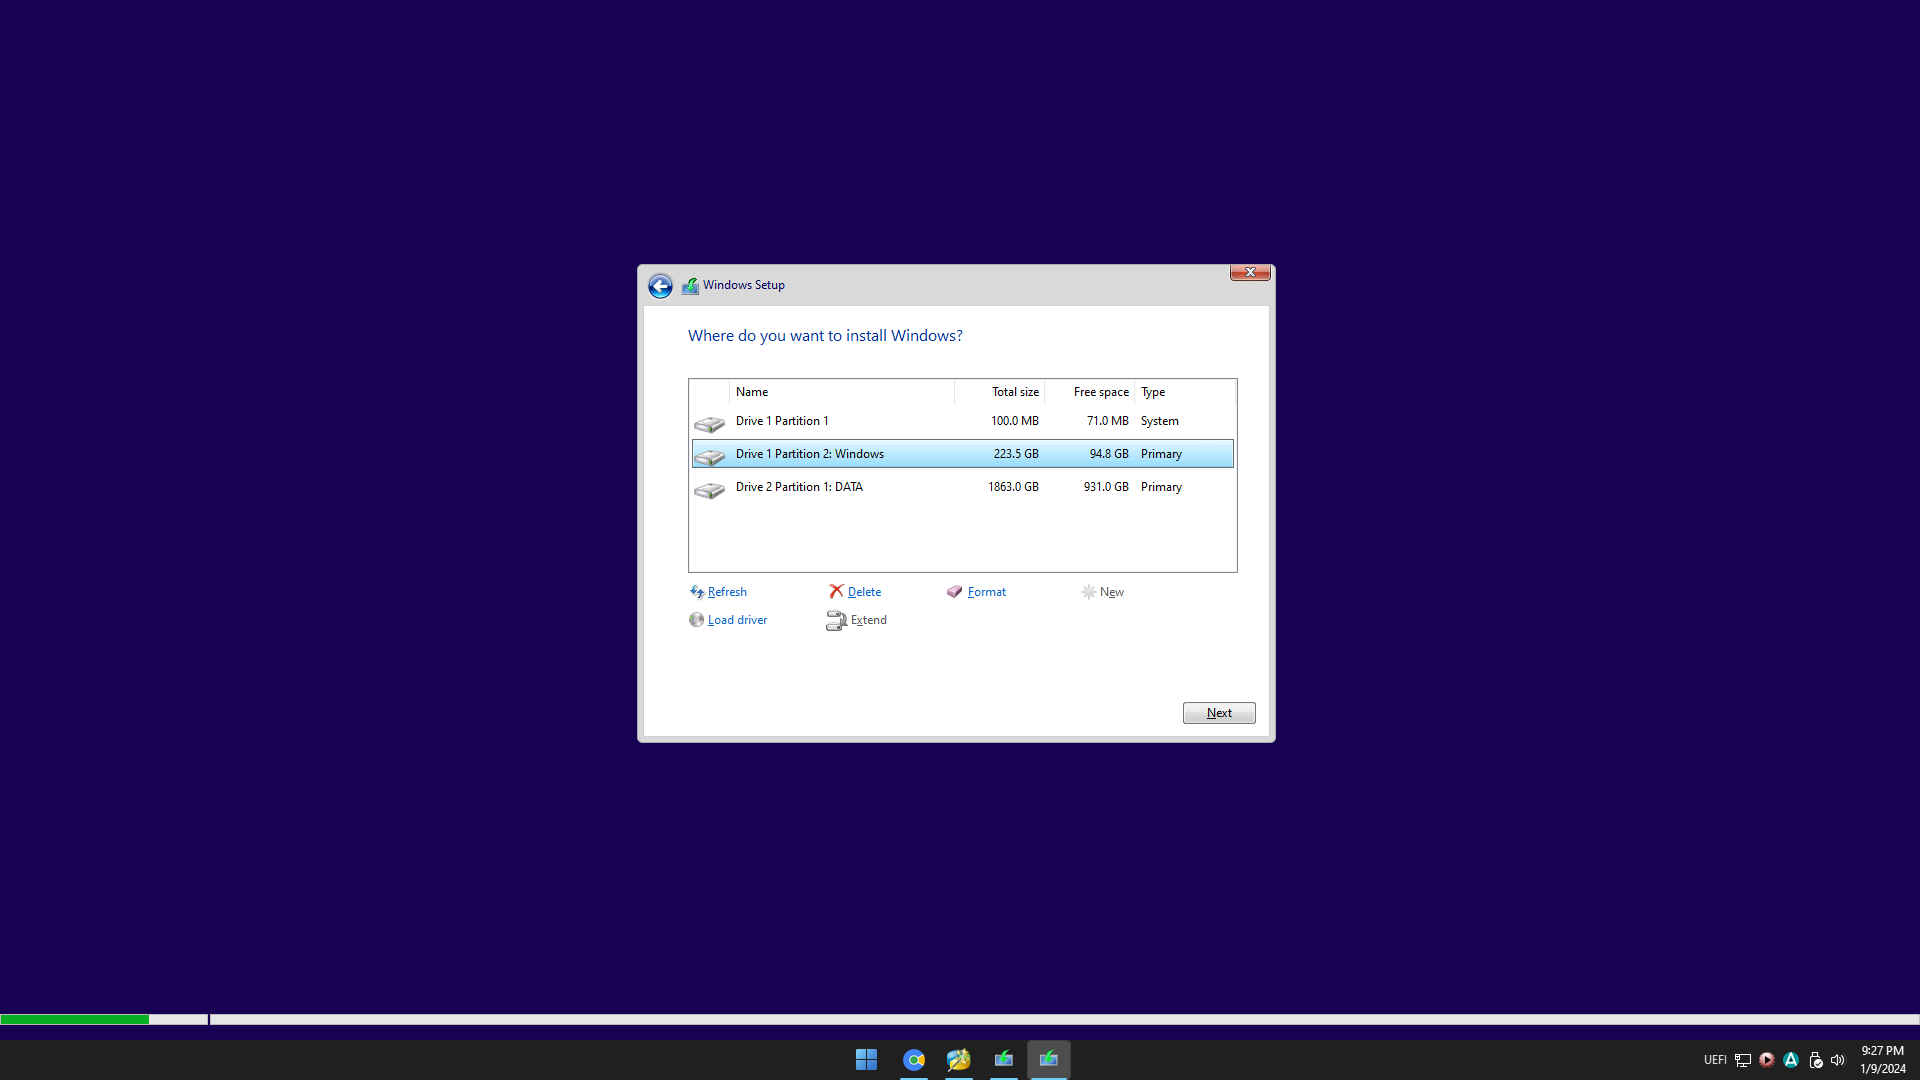 Windows Setup
Where do you want to install Windows?
Name Total size Free space Type
Drive 1 Partition 1 100.0 MB 71.0 MB System
Drive 1 Partition 2: Windows 223.5 GB 94.8 GB Primary
Drive 2 Partition 1: DATA 1863.0 GB 931.0 GB Primary
Refresh Delete Format New
Load driver Extend
Next
UEFI
9:27 PM
1/9/2024